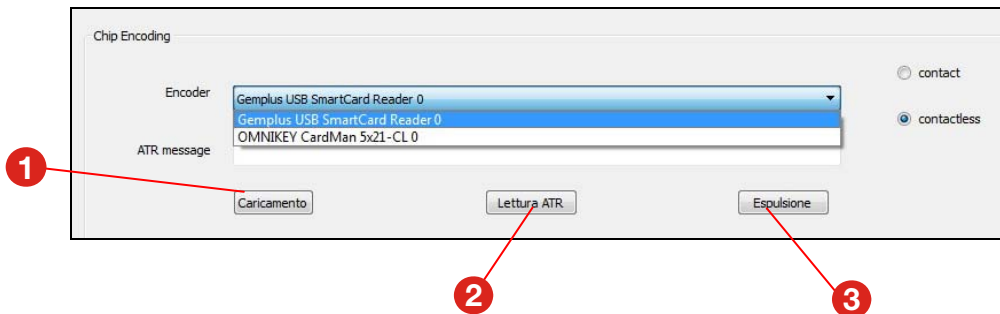 Chip Encoding
contact
Encoder
Gemplus USB SmartCard Reader 0
Gemplus USB SmartCard Reader 0
contactless
OMNIKEY CardMan 5x21-CL 0
ATR message
1
Caricamento
Lettura ATR
Espulsione
2
3